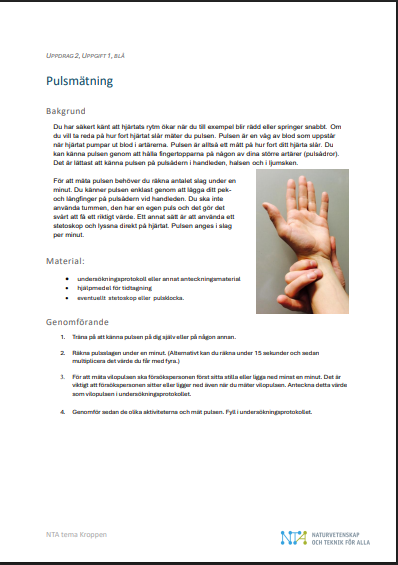 UPPDRAG 2, UPPGIFT 1, BLÅ
Pulsmätning
Bakgrund
Du har säkert känt att hjärtats rytm ökar när du till exempel blir rädd eller springer snabbt. Om
du vill ta reda på hur fort hjärtat slår mäter du pulsen. Pulsen är en våg av blod som uppstår
när hjärtat pumpar ut blod i artärerna. Pulsen är alltså ett mått på hur fort ditt hjärta slår. Du
kan känna pulsen genom att hålla fingertopparna på någon av dina större artärer (pulsådror).
Det är lättast att känna pulsen på pulsådern i handleden, halsen och i ljumsken.
För att mäta pulsen behöver du räkna antalet slag under en
minut. Du känner pulsen enklast genom att lägga ditt pek-
och långfinger på pulsådern vid handleden. Du ska inte
använda tummen, den har en egen puls och det gör det
svårt att få ett riktigt värde. Ett annat sätt är att använda ett
stetoskop och lyssna direkt på hjärtat. Pulsen anges i slag
per minut.
Material:
• undersökningsprotokoll eller annat anteckningsmaterial
• hjälpmedel för tidtagning
• eventuellt stetoskop eller pulsklocka.
Genomförande
1. Träna på att känna pulsen på dig själv eller på någon annan.
2. Räkna pulsslagen under en minut. (Alternativt kan du räkna under 15 sekunder och sedan
multiplicera det värde du får med fyra.)
3. För att mäta vilopulsen ska försökspersonen först sitta stilla eller ligga ned minst en minut. Det är
viktigt att försökspersonen sitter eller ligger ned även när du mäter vilopulsen. Anteckna detta värde
som vilopulsen i undersökningsprotokollet.
4. Genomför sedan de olika aktiviteterna och mät pulsen. Fyll i undersökningsprotokollet.
NTA tema Kroppen
NTA NATURVETENSKAP
OCH TEKNIK FÖR ALLA